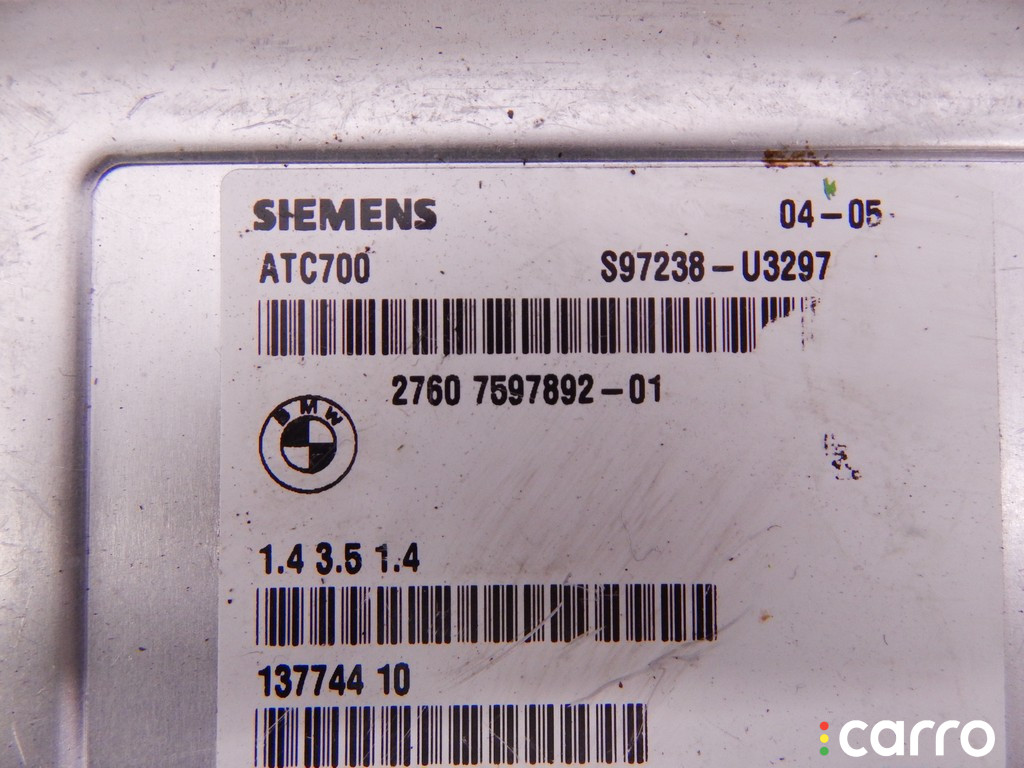 SIEMENS 04-05
ATC700 S97238-U3297
2760 7597892-01
BMW
1.4 3.5 1.4
137744 10
carro